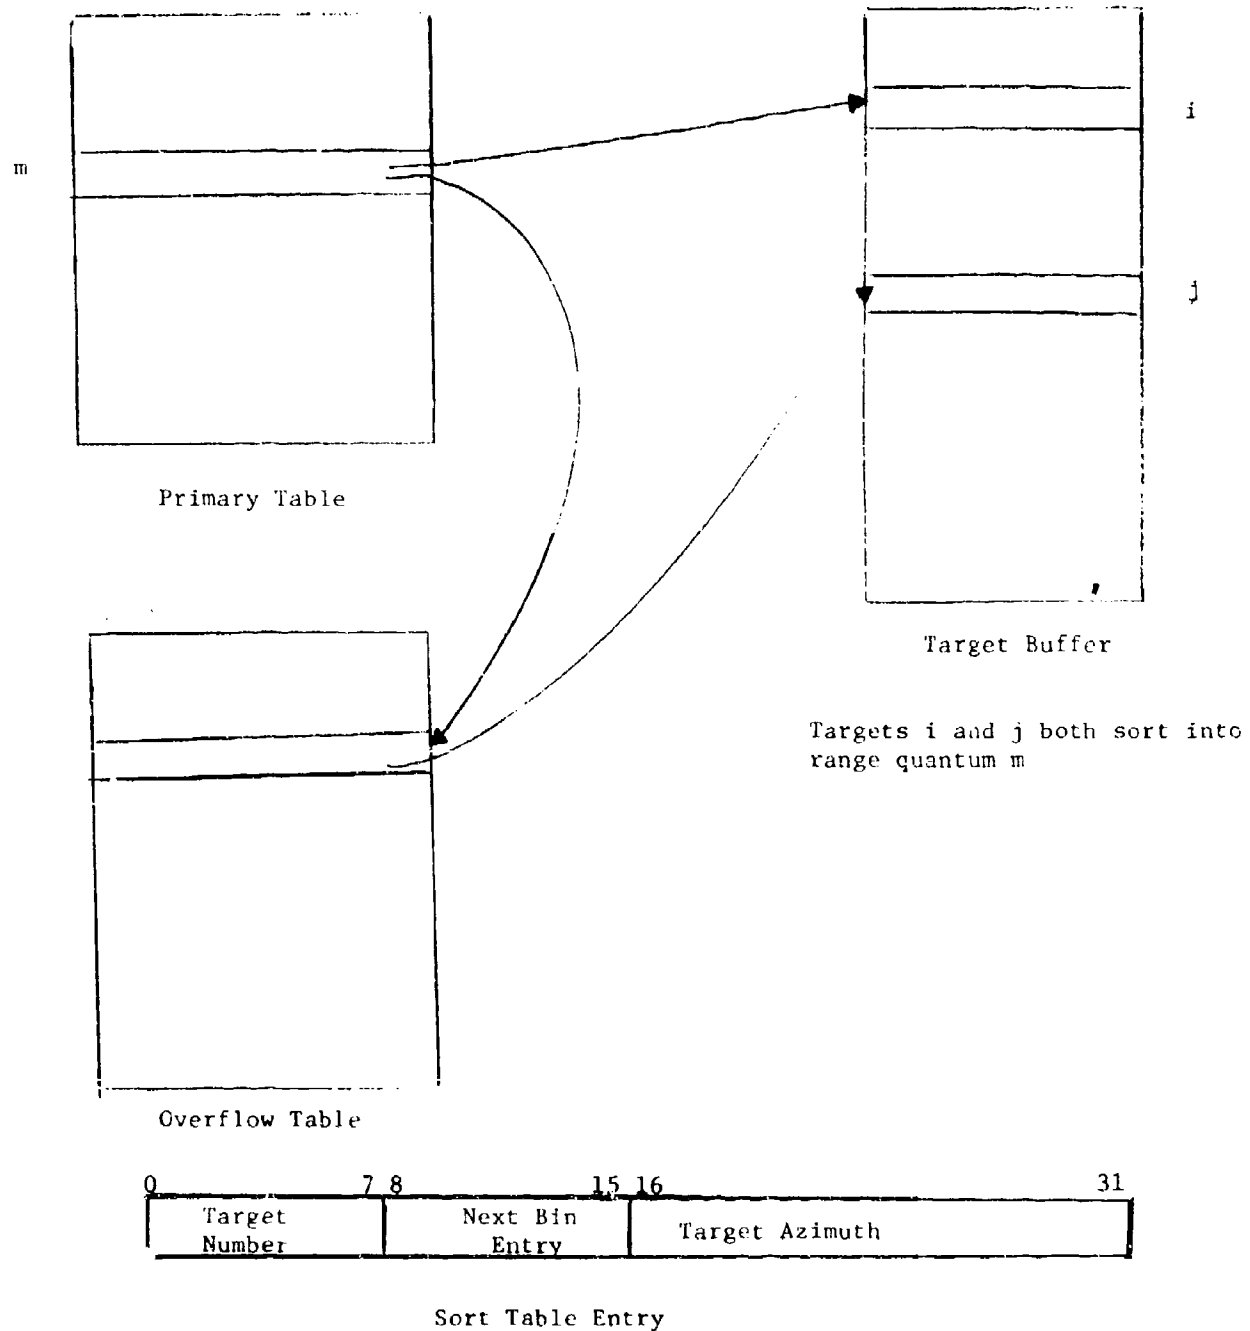 i
m
j
Primary Table
Target Buffer
Targets i and j both sort into
range quantum m
Overflow Table
0 7 8 15 16 31
Target
Number
Next Bin
Entry
Target Azimuth
Sort Table Entry